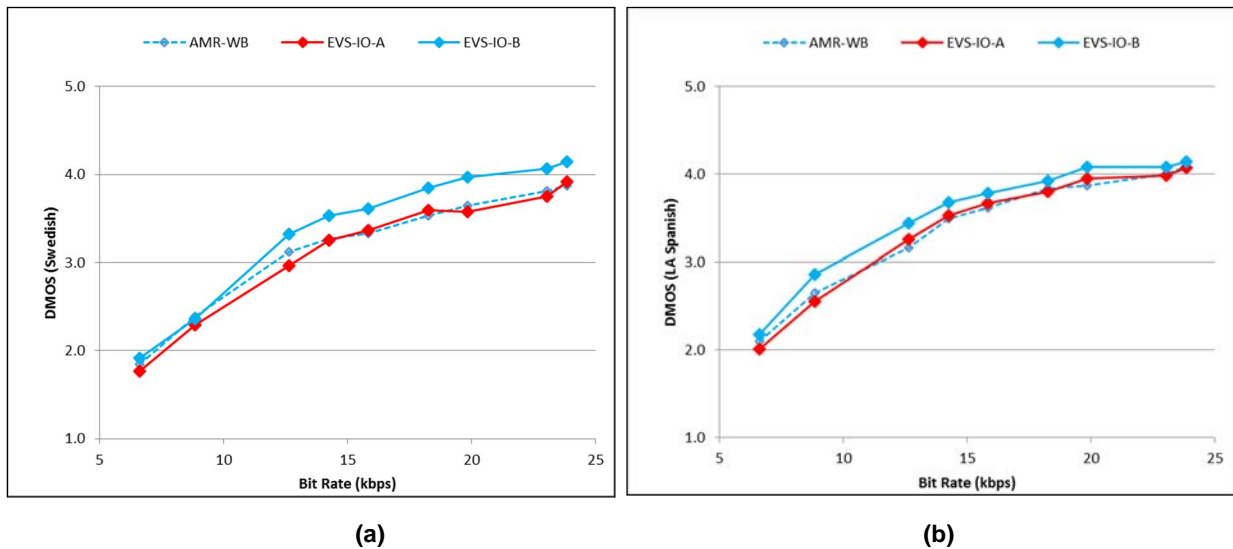 AMR-WB EVS-IO-A EVS-IO-B
5.0
4.0
3.0
2.0
1.0
DMOS (Swedish)
5 10 15 20 25
Bit Rate (kbps)
(a)
AMR-WB EVS-IO-A EVS-IO-B
5.0
4.0
3.0
2.0
1.0
DMOS (LA Spanish)
5 10 15 20 25
Bit Rate (kbps)
(b)